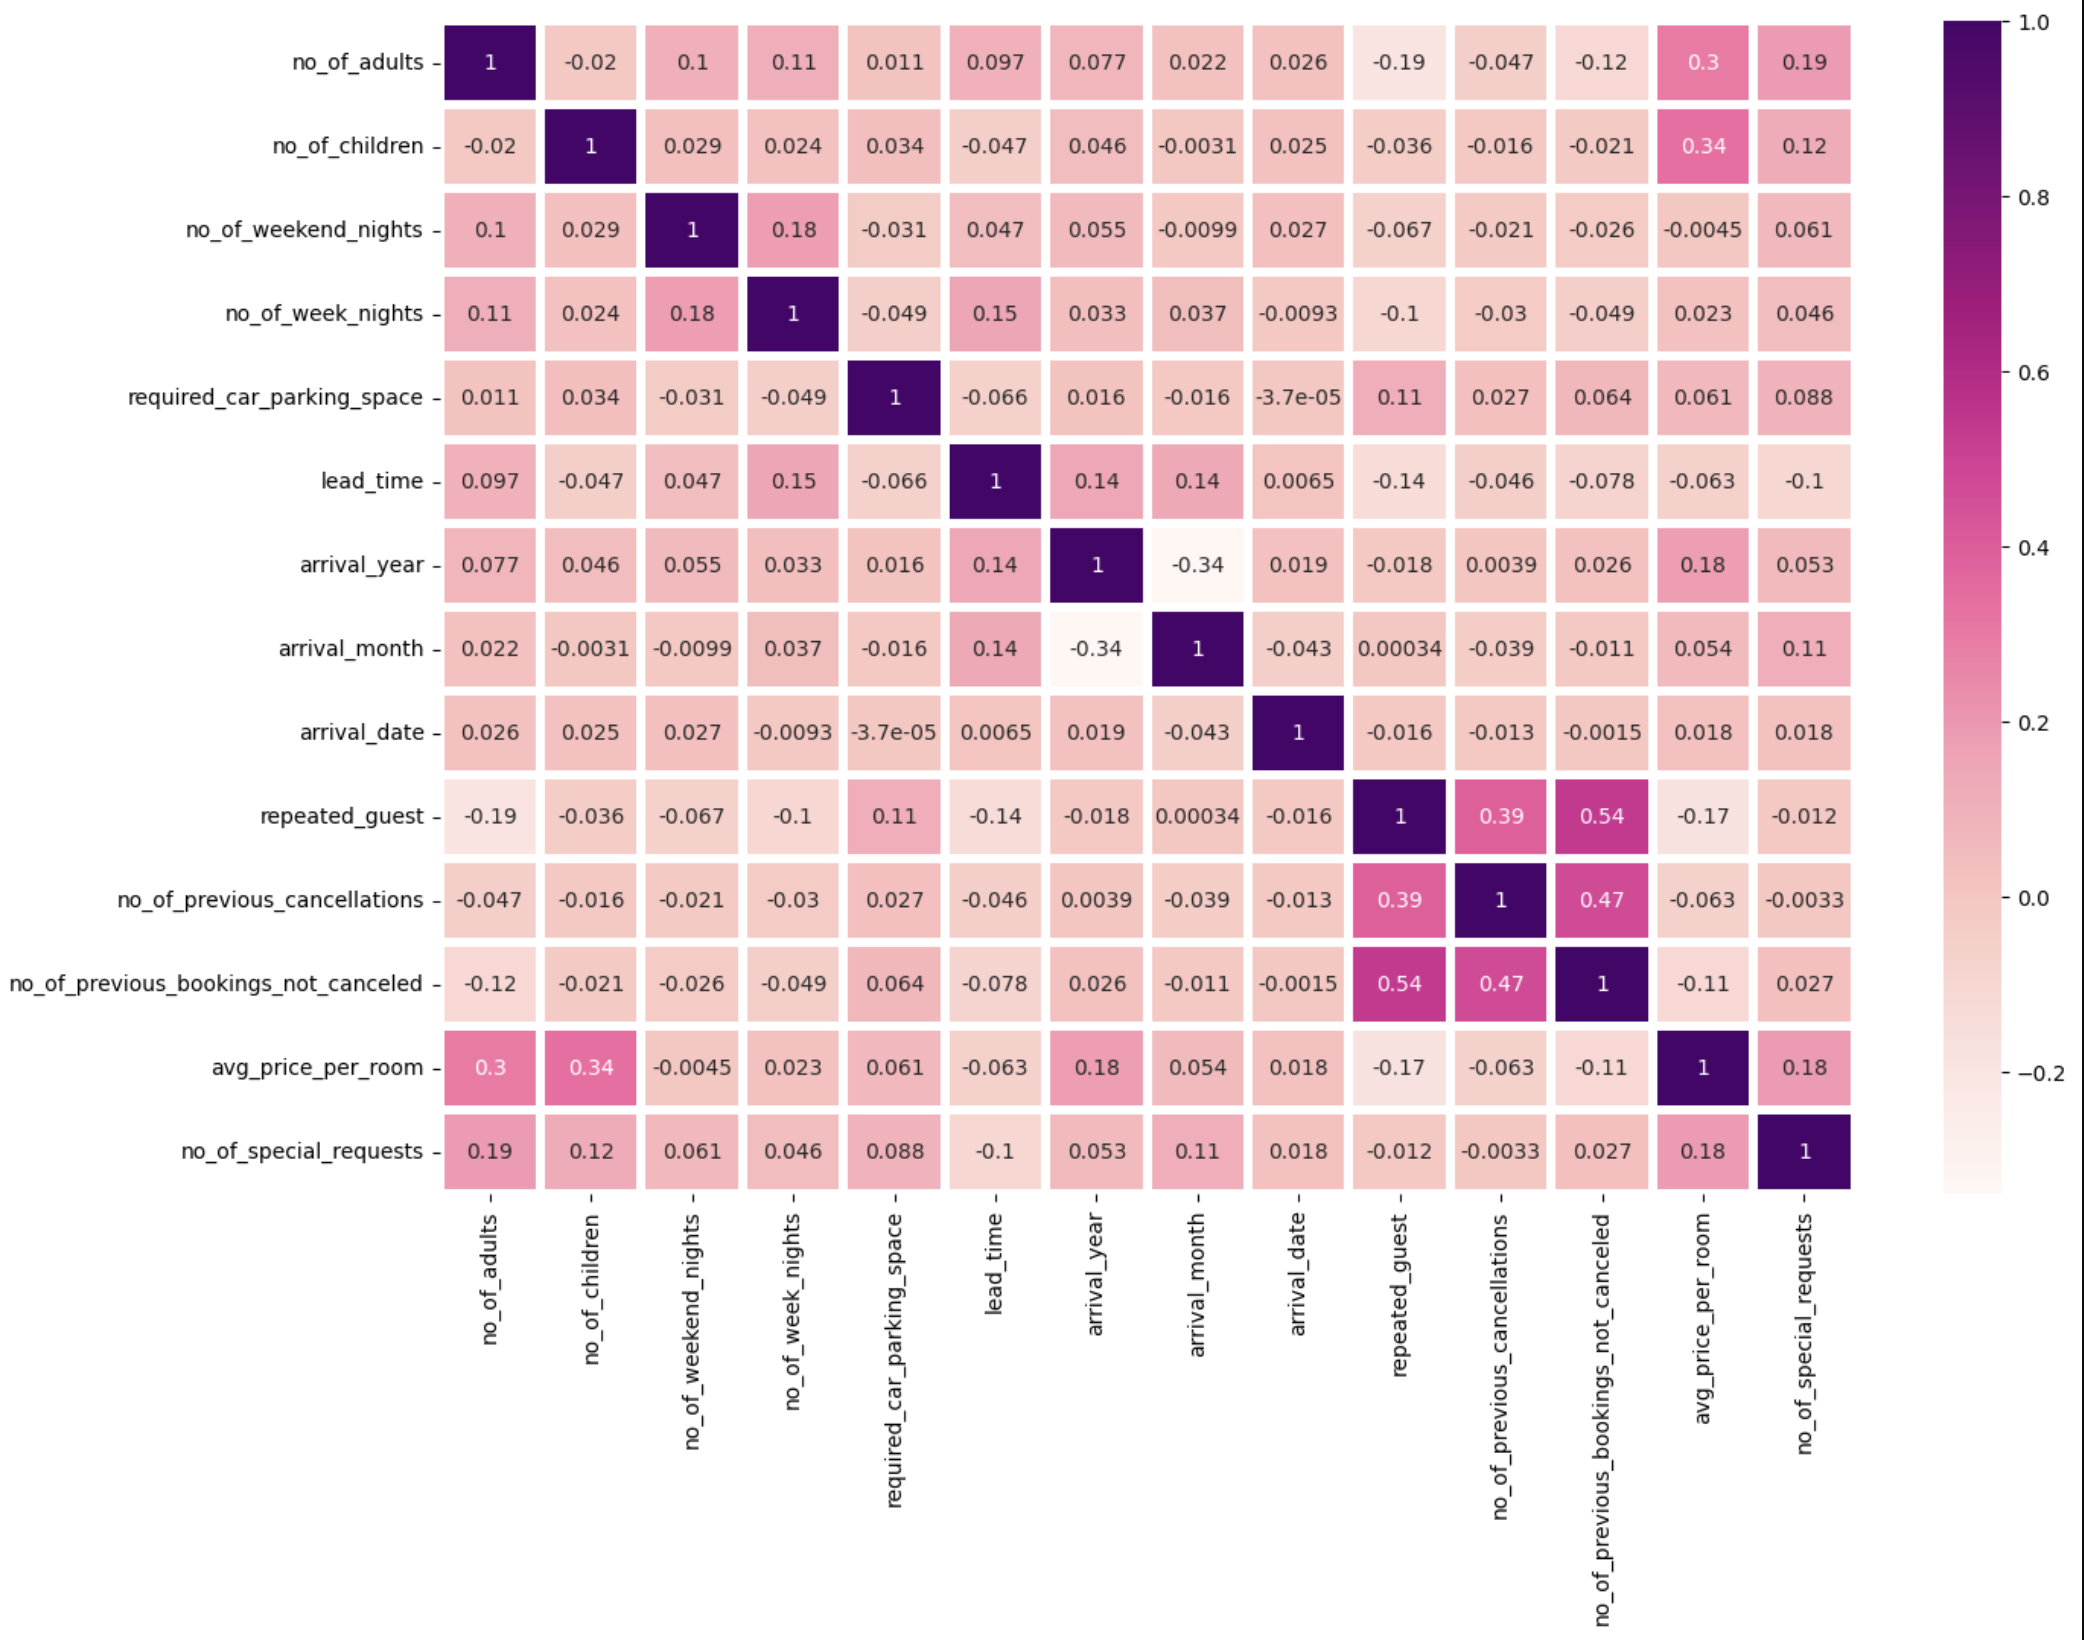 no_of_adults 1 -0.02 0.1 0.11 0.011 0.097 0.077 0.022 0.026 -0.19 -0.047 -0.12 0.3 0.19
no_of_children -0.02 1 0.029 0.024 0.034 -0.047 0.046 -0.0031 0.025 -0.036 -0.016 -0.021 0.34 0.12
no_of_weekend_nights 0.1 0.029 1 0.18 -0.031 0.047 0.055 -0.0099 0.027 -0.067 -0.021 -0.026 -0.0045 0.061
no_of_week_nights 0.11 0.024 0.18 1 -0.049 0.15 0.033 0.037 -0.0093 -0.1 -0.03 -0.049 0.023 0.046
required_car_parking_space 0.011 0.034 -0.031 -0.049 1 -0.066 0.016 -0.016 -3.7e-05 0.11 0.027 0.064 0.061 0.088
lead_time 0.097 -0.047 0.047 0.15 -0.066 1 0.14 0.14 0.0065 -0.14 -0.046 -0.078 -0.063 -0.1
arrival_year 0.077 0.046 0.055 0.033 0.016 0.14 1 -0.34 0.019 -0.018 0.0039 0.026 0.18 0.053
arrival_month 0.022 -0.0031 -0.0099 0.037 -0.016 0.14 -0.34 1 -0.043 0.00034 -0.039 -0.011 0.054 0.11
arrival_date 0.026 0.025 0.027 -0.0093 -3.7e-05 0.0065 0.019 -0.043 1 -0.016 -0.013 -0.0015 0.018 0.018
repeated_guest -0.19 -0.036 -0.067 -0.1 0.11 -0.14 -0.018 0.00034 -0.016 1 0.39 0.54 -0.17 -0.012
no_of_previous_cancellations -0.047 -0.016 -0.021 -0.03 0.027 -0.046 0.0039 -0.039 -0.013 0.39 1 0.47 -0.063 -0.0033
no_of_previous_bookings_not_canceled -0.12 -0.021 -0.026 -0.049 0.064 -0.078 0.026 -0.011 -0.0015 0.54 0.47 1 -0.11 0.027
avg_price_per_room 0.3 0.34 -0.0045 0.023 0.061 -0.063 0.18 0.054 0.018 -0.17 -0.063 -0.11 1 0.18
no_of_special_requests 0.19 0.12 0.061 0.046 0.088 -0.1 0.053 0.11 0.018 -0.012 -0.0033 0.027 0.18 1
no_of_adults
no_of_children
no_of_weekend_nights
no_of_week_nights
required_car_parking_space
lead_time
arrival_year
arrival_month
arrival_date
repeated_guest
no_of_previous_cancellations
no_of_previous_bookings_not_canceled
avg_price_per_room
no_of_special_requests
1.0
0.8
0.6
0.4
0.2
0.0
−0.2